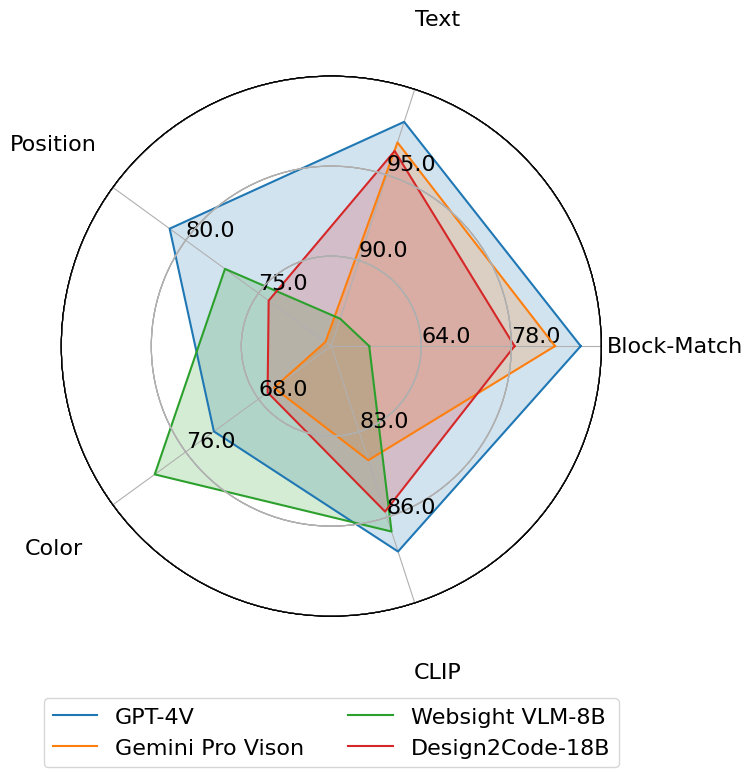 Text
Position
95.0
80.0
90.0
75.0
64.0
78.0
Block-Match
68.0
83.0
76.0
86.0
Color
CLIP
GPT-4V
Websight VLM-8B
Gemini Pro Vison
Design2Code-18B